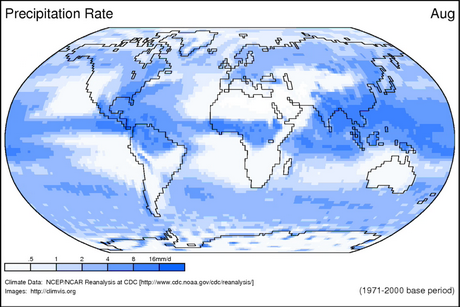 Precipitation Rate
Aug
.5 1 2 4 8 16mm/d
Climate Data: NCEP/NCAR Reanalysis at CDC [http://www.cdc.noaa.gov/cdc/reanalysis/]
Images: http://climvis.org
(1971-2000 base period)